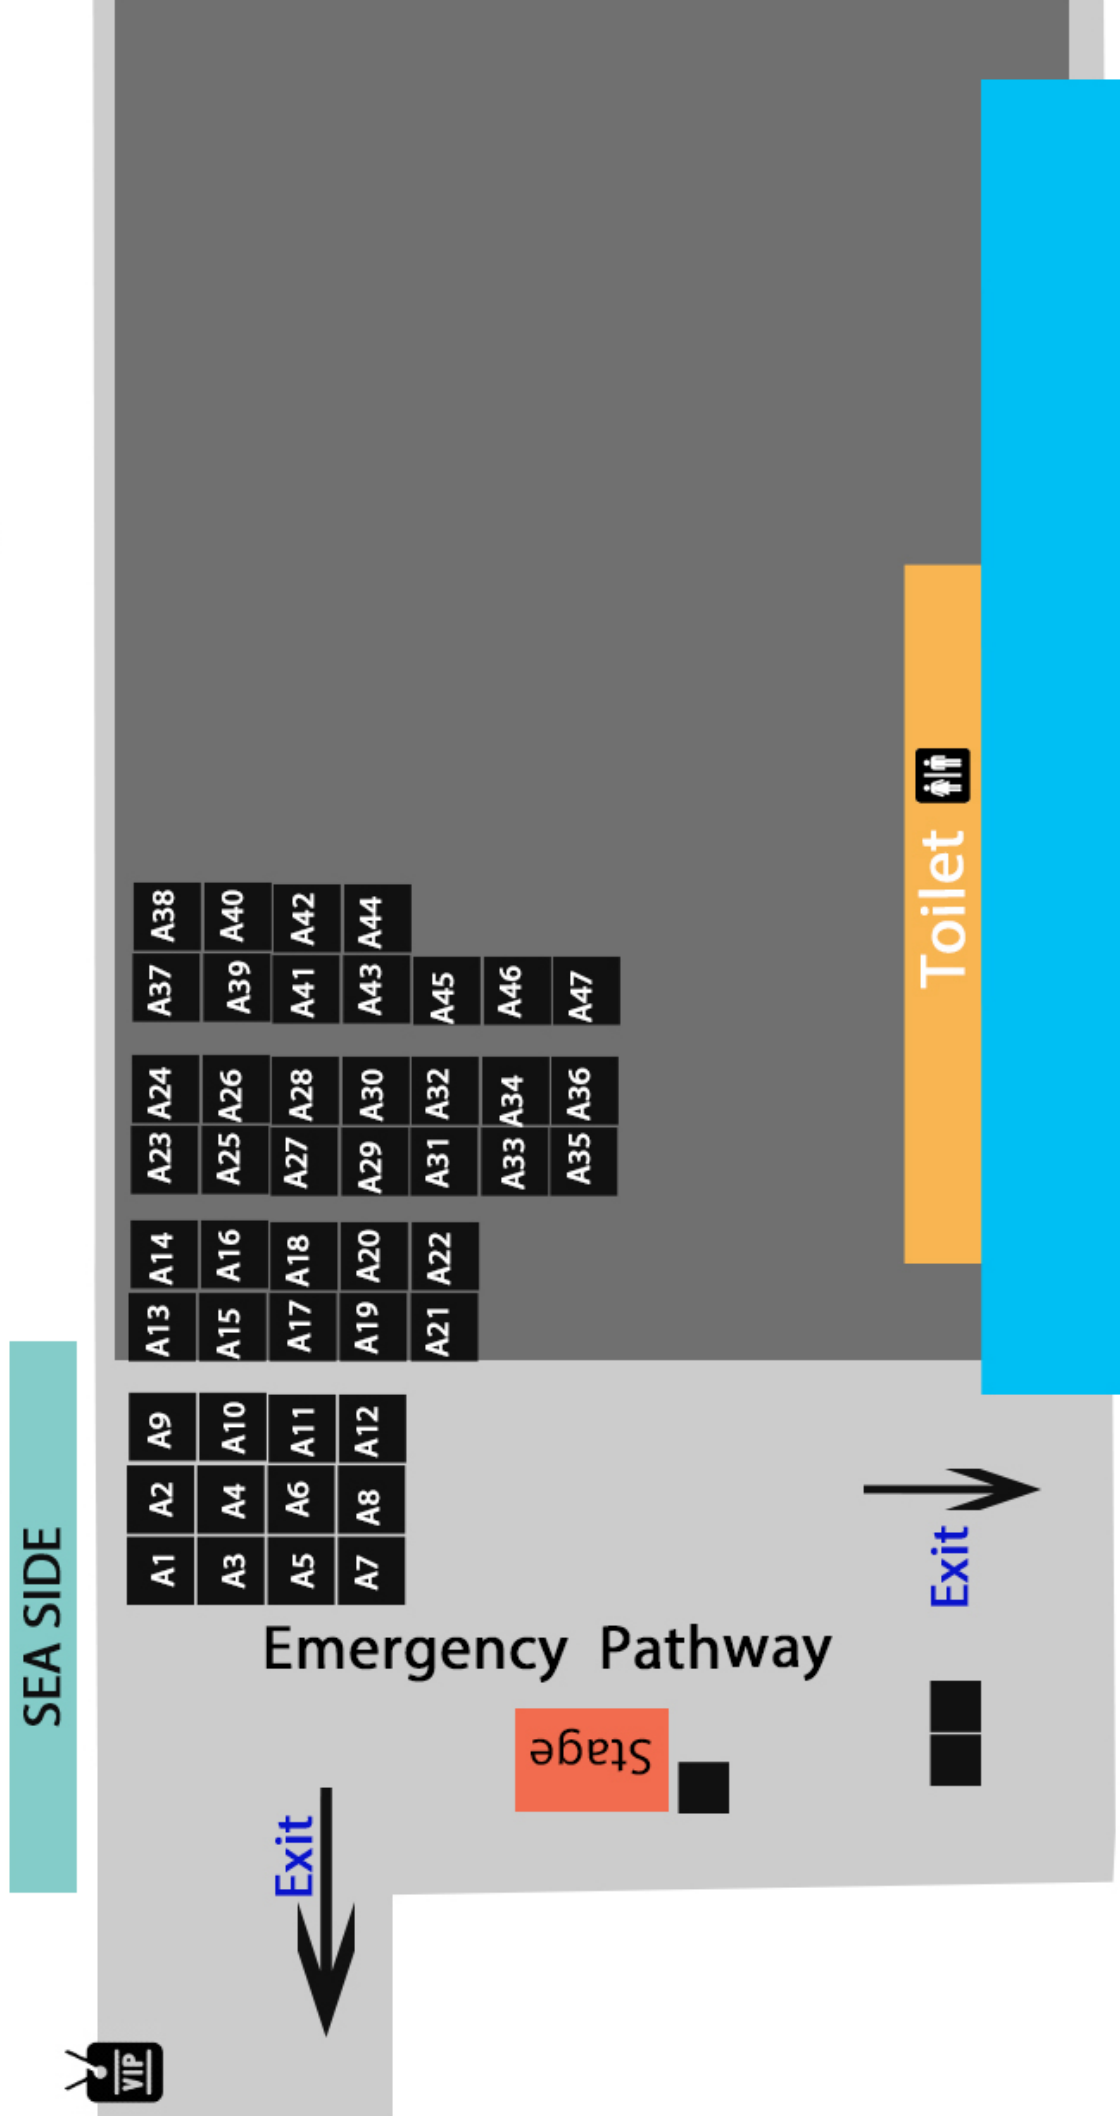 A38 A40 A42 A44
A37 A39 A41 A43 A45 A46 A47
A24 A26 A28 A30 A32 A34 A36
A23 A25 A27 A29 A31 A33 A35
A14 A16 A18 A20 A22
A13 A15 A17 A19 A21
A9 A10 A11 A12
A2 A4 A6 A8
A1 A3 A5 A7
Toilet
SEA SIDE
Exit
Emergency Pathway
Stage
Exit
VIP